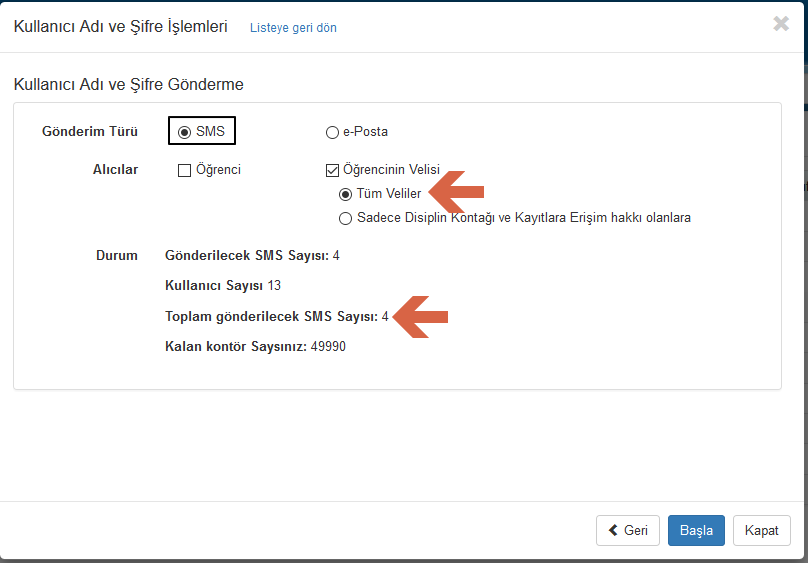 Kullanıcı Adı ve Şifre İşlemleri Listeye geri dön
Kullanıcı Adı ve Şifre Gönderme
Gönderim Türü SMS e-Posta
Alıcılar Öğrenci Öğrencinin Velisi
Tüm Veliler
Sadece Disiplin Kontağı ve Kayıtlara Erişim hakkı olanlara
Durum Gönderilecek SMS Sayısı: 4
Kullanıcı Sayısı 13
Toplam gönderilecek SMS Sayısı: 4
Kalan kontör Saysınız: 49990
Geri Başla Kapat